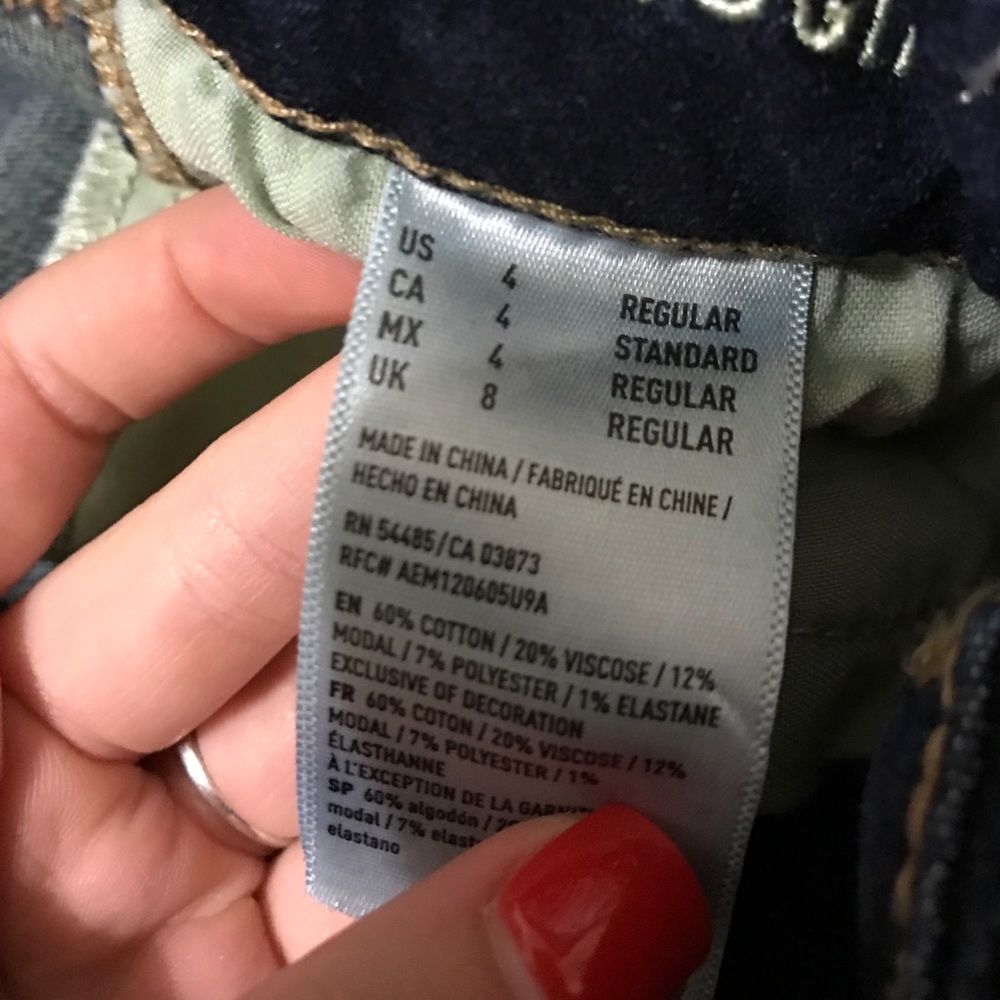 US 4 REGULAR
CA 4 STANDARD
MX 4 REGULAR
UK 8 REGULAR
MADE IN CHINA / FABRIQUÉ EN CHINE /
HECHO EN CHINA
RN 54485/CA 03873
RFC# AEM120605U9A
EN 60% COTTON / 20% VISCOSE / 12%
MODAL / 7% POLYESTER / 1% ELASTANE
EXCLUSIVE OF DECORATION
FR 60% COTON / 20% VISCOSE / 12%
MODAL / 7% POLYESTER / 1%
ÉLASTHANNE
À L'EXCEPTION DE LA
SP 60% algodón /
modal / 7%
elastano